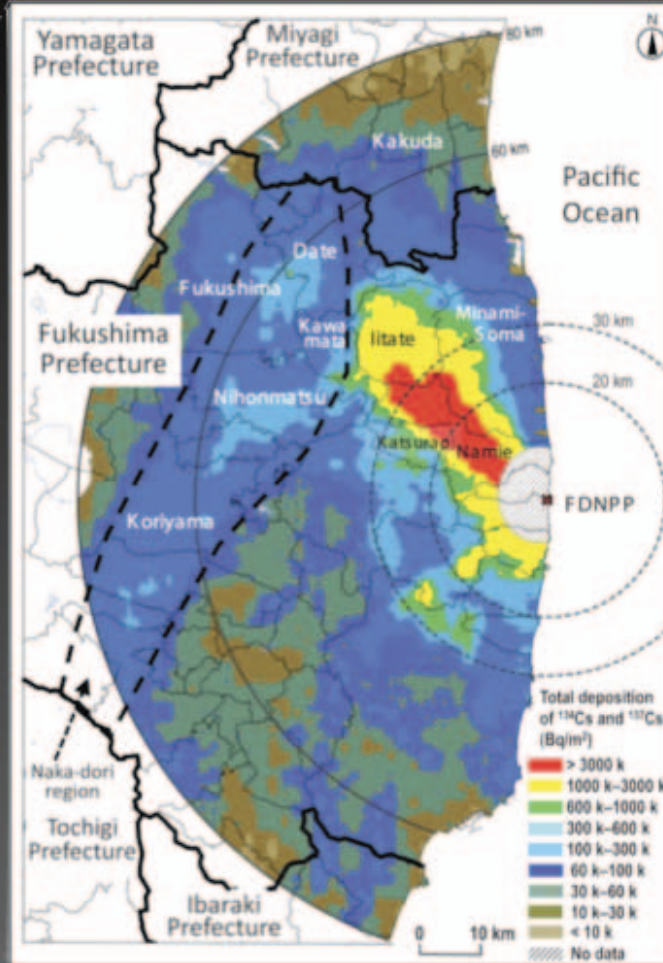 Yamagata
Prefecture
Miyagi
Prefecture
80 km
N
Kakuda
60 km
Pacific
Ocean
Date
Fukushima
Minami-
Soma
30 km
Kawa
mata
Iitate
Fukushima
Prefecture
20 km
Nihonmatsu
Katsurao
Namie
FDNPP
Koriyama
Naka-dori
region
Total deposition
of ¹³⁴Cs and ¹³⁷Cs
(Bq/m²)
> 3000 k
1000 k–3000 k
600 k–1000 k
300 k–600 k
100 k–300 k
60 k–100 k
30 k–60 k
10 k–30 k
< 10 k
No data
Tochigi
Prefecture
Ibaraki
Prefecture
0 10 km